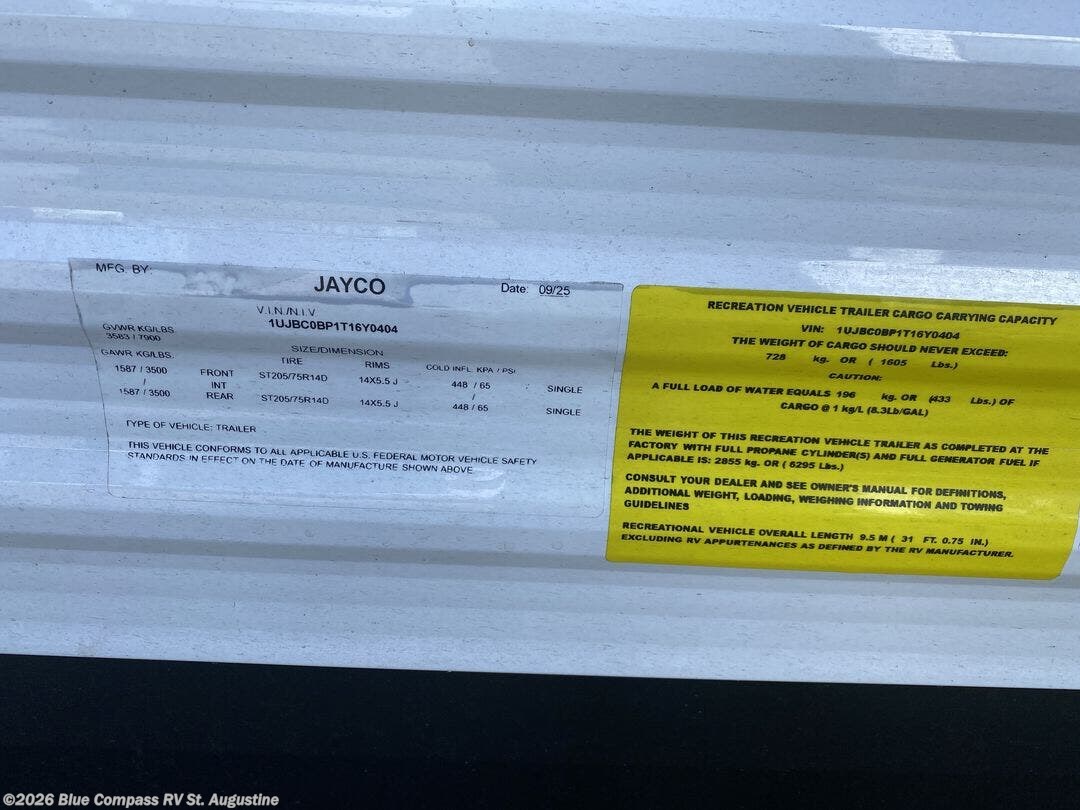 MFG. BY:
JAYCO
Date: 09/25
V.I.N./N.I.V
1UJBC0BP1T16Y0404
GVWR KG/LBS
3583 / 7900
GAWR KG/LBS.
SIZE/DIMENSION
TIRE RIMS COLD INFL. KPA / PSI
1587 / 3500 FRONT ST205/75R14D 14X5.5 J 448 / 65 SINGLE
/ INT /
1587 / 3500 REAR ST205/75R14D 14X5.5 J 448 / 65 SINGLE
TYPE OF VEHICLE: TRAILER
THIS VEHICLE CONFORMS TO ALL APPLICABLE U.S. FEDERAL MOTOR VEHICLE SAFETY
STANDARDS IN EFFECT ON THE DATE OF MANUFACTURE SHOWN ABOVE
RECREATION VEHICLE TRAILER CARGO CARRYING CAPACITY
VIN: 1UJBC0BP1T16Y0404
THE WEIGHT OF CARGO SHOULD NEVER EXCEED:
728 kg. OR ( 1605 Lbs.)
CAUTION:
A FULL LOAD OF WATER EQUALS 196 kg. OR (433 Lbs.) OF
CARGO @ 1 kg/L (8.3Lb/GAL)
THE WEIGHT OF THIS RECREATION VEHICLE TRAILER AS COMPLETED AT THE
FACTORY WITH FULL PROPANE CYLINDER(S) AND FULL GENERATOR FUEL IF
APPLICABLE IS: 2855 kg. OR ( 6295 Lbs.)
CONSULT YOUR DEALER AND SEE OWNER'S MANUAL FOR DEFINITIONS,
ADDITIONAL WEIGHT, LOADING, WEIGHING INFORMATION AND TOWING
GUIDELINES
RECREATIONAL VEHICLE OVERALL LENGTH 9.5 M ( 31 FT. 0.75 IN.)
EXCLUDING RV APPURTENANCES AS DEFINED BY THE RV MANUFACTURER.
©2026 Blue Compass RV St. Augustine